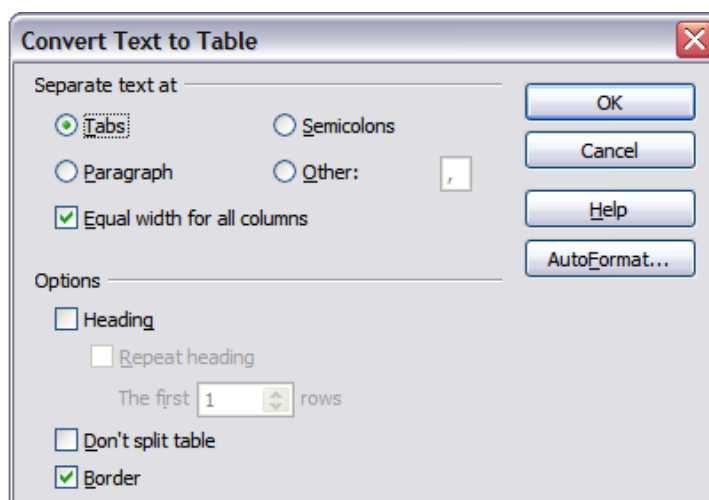 Convert Text to Table
Separate text at
Tabs
Semicolons
Paragraph
Other:
,
Equal width for all columns
OK
Cancel
Help
AutoFormat...
Options
Heading
Repeat heading
The first 1 rows
Don't split table
Border